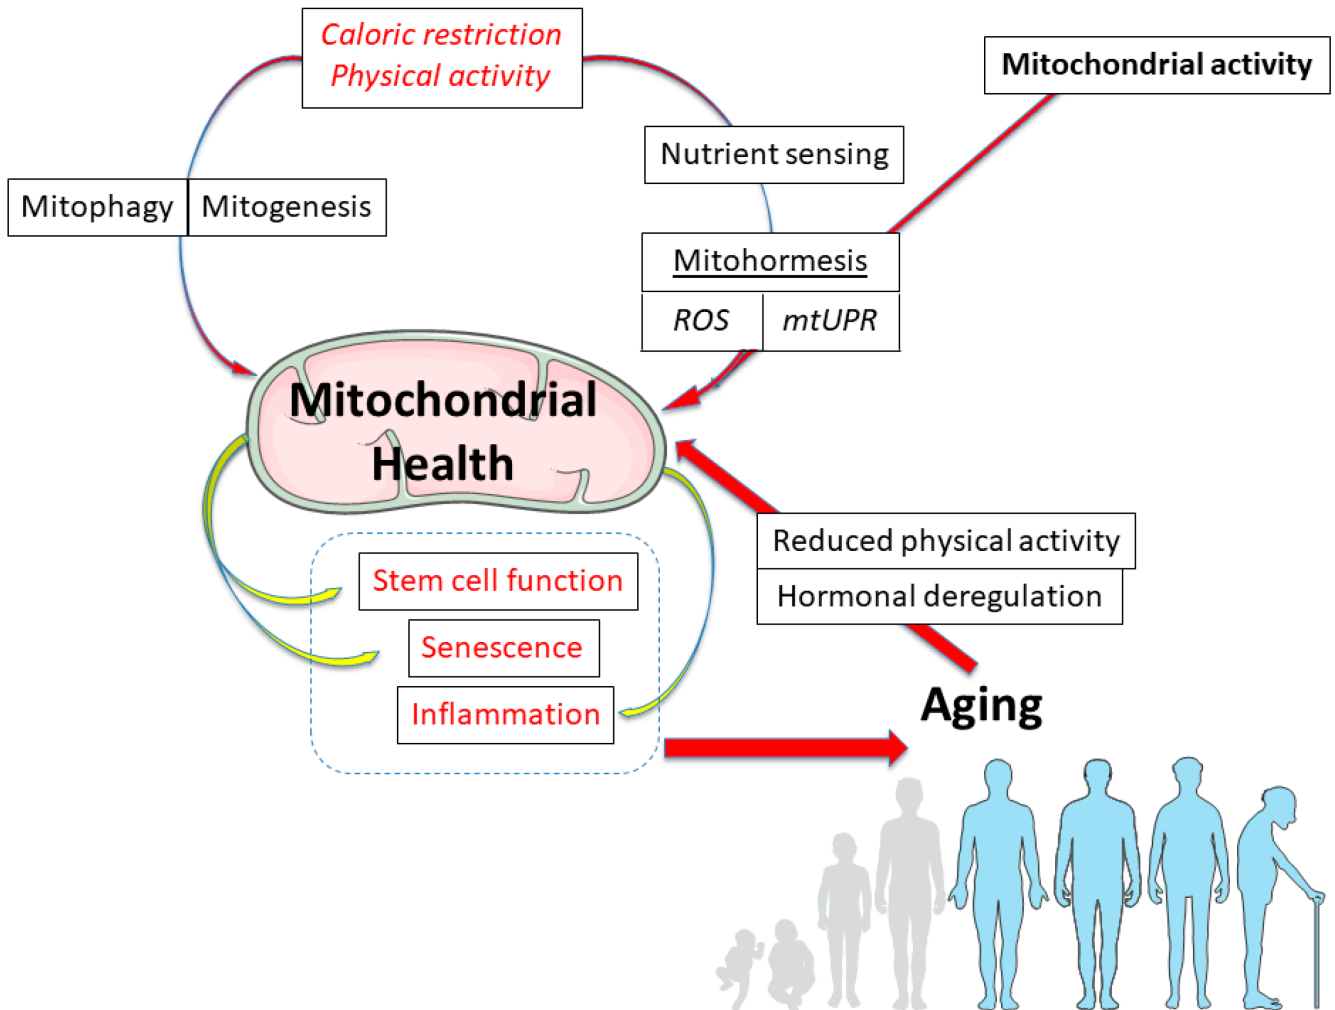 Caloric restriction
Physical activity
Mitochondrial activity
Nutrient sensing
Mitophagy
Mitogenesis
Mitohormesis
ROS
mtUPR
Mitochondrial
Health
Reduced physical activity
Hormonal deregulation
Stem cell function
Senescence
Inflammation
Aging